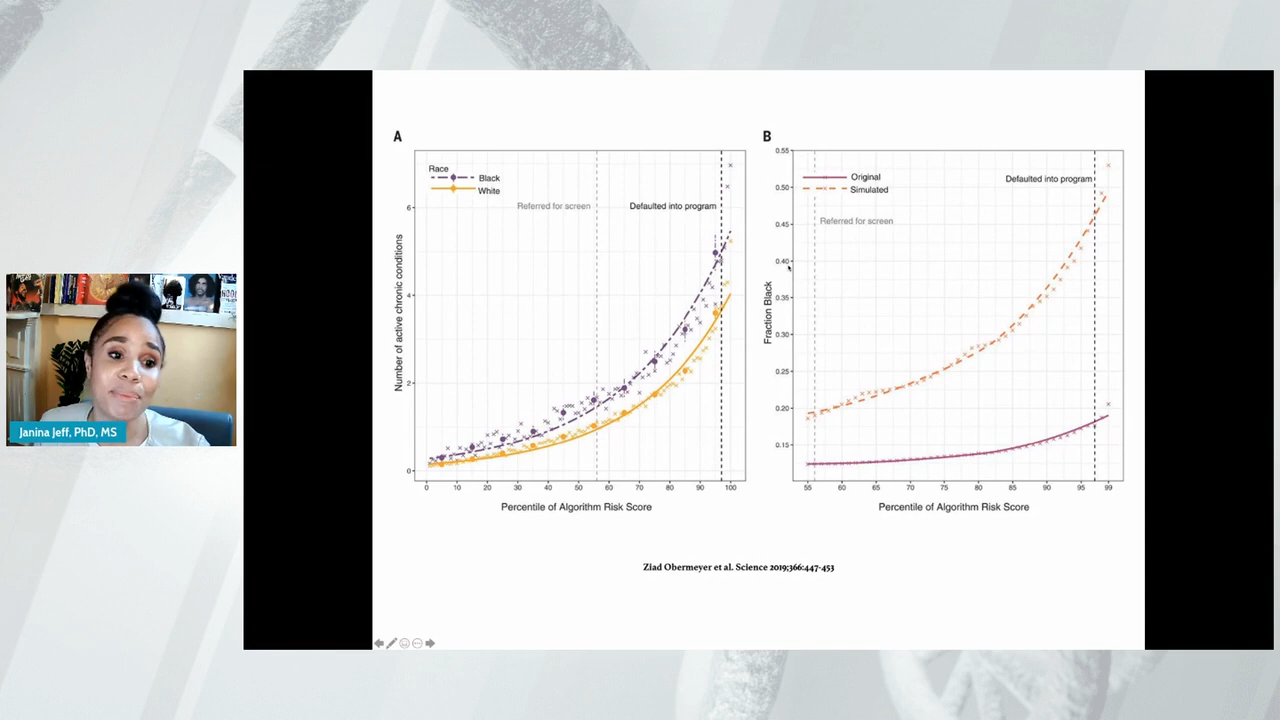 A
Race
Black
White
Referred for screen
Defaulted into program
Number of active chronic conditions
6
4
2
0
0 10 20 30 40 50 60 70 80 90 100
Percentile of Algorithm Risk Score
B
Original
Simulated
Defaulted into program
Referred for screen
Fraction Black
0.55
0.50
0.45
0.40
0.35
0.30
0.25
0.20
0.15
55 60 65 70 75 80 85 90 95 99
Percentile of Algorithm Risk Score
Ziad Obermeyer et al. Science 2019;366:447-453
Janina Jeff, PhD, MS